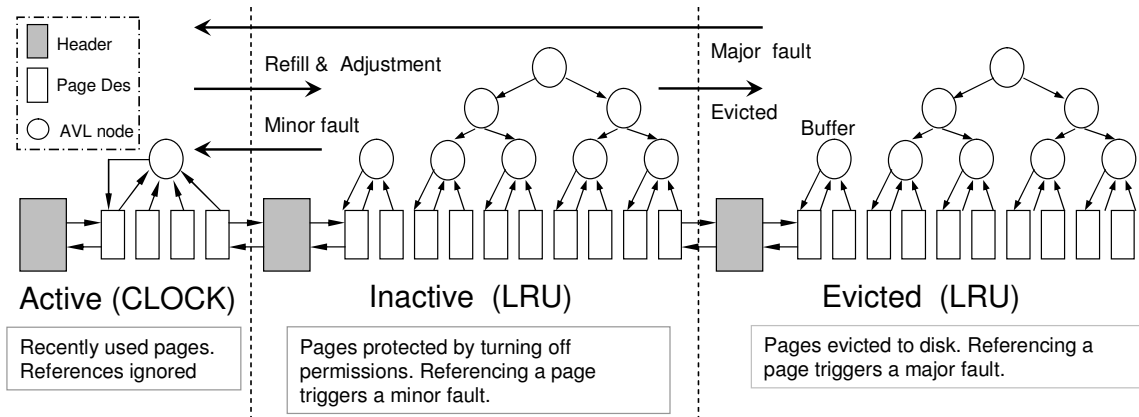 Header
Page Des
AVL node
Refill & Adjustment
Minor fault
Major fault
Evicted
Buffer
Active (CLOCK)
Inactive (LRU)
Evicted (LRU)
Recently used pages.
References ignored
Pages protected by turning off
permissions. Referencing a page
triggers a minor fault.
Pages evicted to disk. Referencing a
page triggers a major fault.